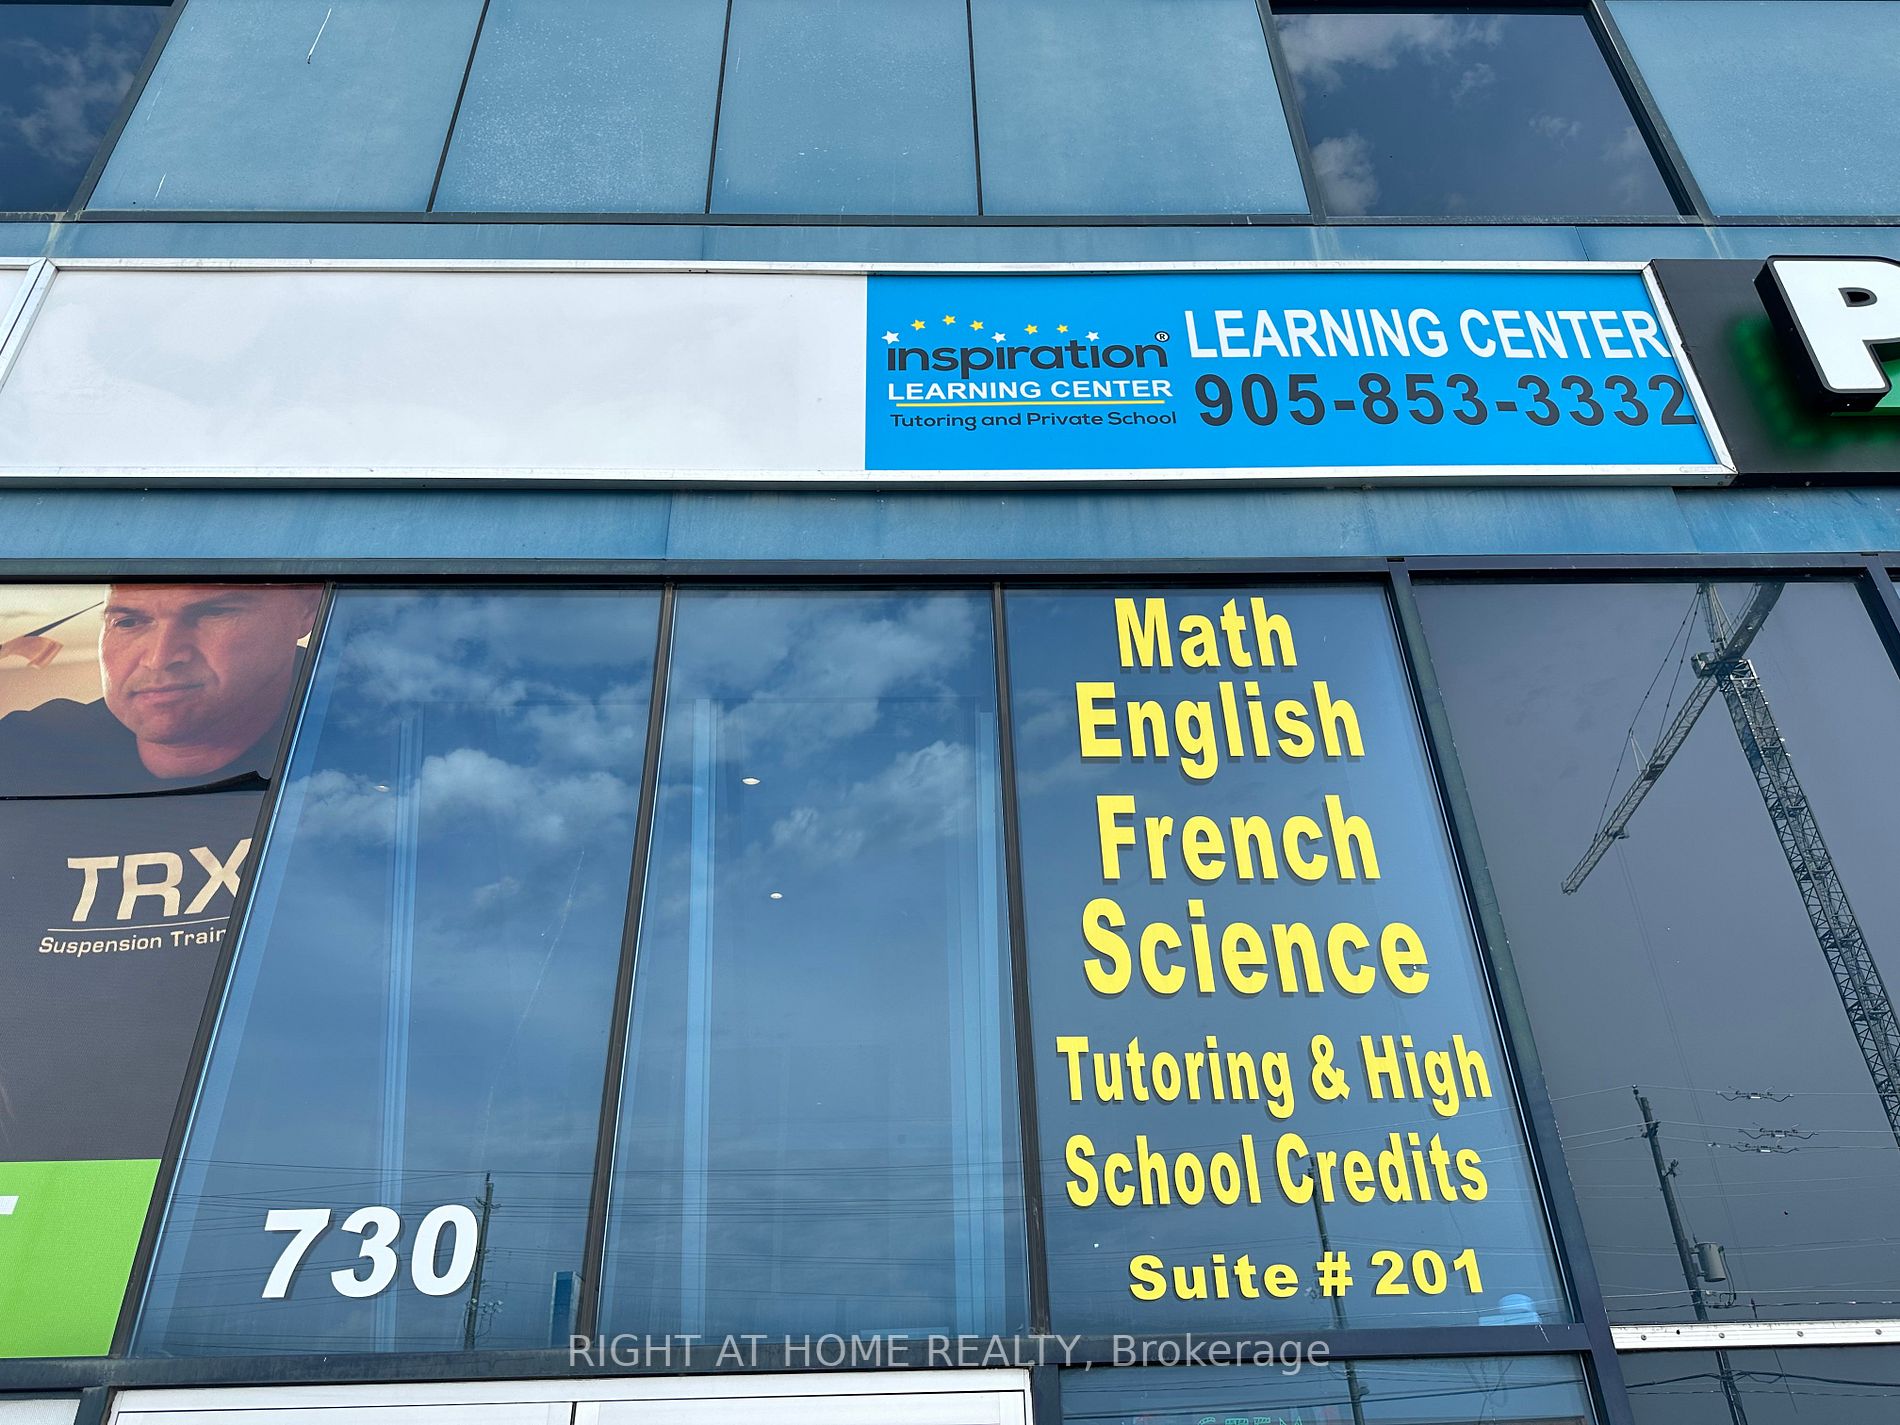 inspiration®
LEARNING CENTER
Tutoring and Private School
LEARNING CENTER
905-853-3332
P
TRX
Suspension Train
Math
English
French
Science
Tutoring & High
School Credits
Suite # 201
730
RIGHT AT HOME REALTY, Brokerage